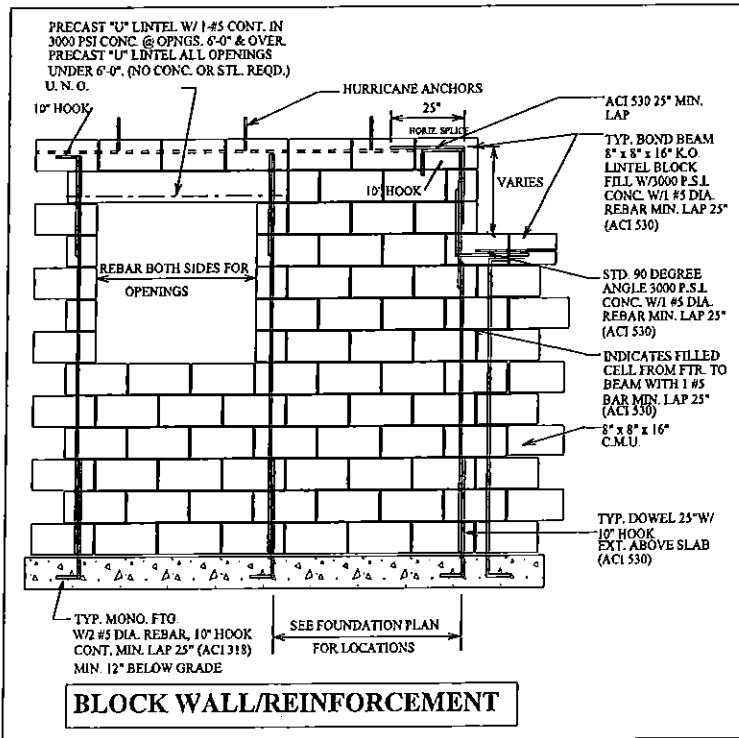 PRECAST "U" LINTEL W/ 1-#5 CONT. IN
3000 PSI CONC. @ OPNGS. 6'-0" & OVER.
PRECAST "U" LINTEL ALL OPENINGS
UNDER 6'-0". (NO CONC. OR STL. REQD.)
U. N. O.
10" HOOK
HURRICANE ANCHORS
25"
HORIZ. SPLICE
10" HOOK
VARIES
ACI 530 25" MIN.
LAP
TYP. BOND BEAM
8" x 8" x 16" K.O.
LINTEL BLOCK
FILL W/3000 P.S.I.
CONC. W/1 #5 DIA.
REBAR MIN. LAP 25"
(ACI 530)
REBAR BOTH SIDES FOR
OPENINGS
STD. 90 DEGREE
ANGLE 3000 P.S.I.
CONC. W/1 #5 DIA.
REBAR MIN. LAP 25"
(ACI 530)
INDICATES FILLED
CELL FROM FTR. TO
BEAM WITH 1 #5
BAR MIN. LAP 25"
(ACI 530)
8" x 8" x 16"
C.M.U.
TYP. DOWEL 25"W/
10" HOOK
EXT. ABOVE SLAB
(ACI 530)
TYP. MONO. FTG.
W/2 #5 DIA. REBAR, 10" HOOK
CONT. MIN. LAP 25" (ACI 318)
MIN. 12" BELOW GRADE
SEE FOUNDATION PLAN
FOR LOCATIONS
BLOCK WALL/REINFORCEMENT